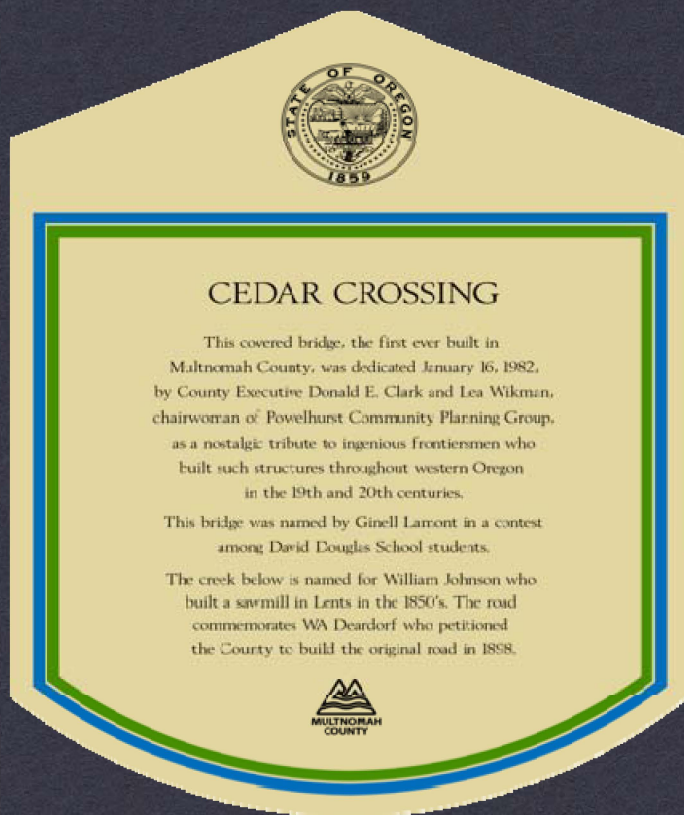 STATE OF OREGON
1859
CEDAR CROSSING
This covered bridge, the first ever built in
Multnomah County, was dedicated January 16, 1982,
by County Executive Donald E. Clark and Lea Wikman,
chairwoman of Powelhurst Community Planning Group,
as a nostalgic tribute to ingenious frontiersmen who
built such structures throughout western Oregon
in the 19th and 20th centuries.
This bridge was named by Ginell Lamont in a contest
among David Douglas School students.
The creek below is named for William Johnson who
built a sawmill in Lents in the 1850's. The road
commemorates WA Deardorf who petitioned
the County to build the original road in 1898.
MULTNOMAH
COUNTY